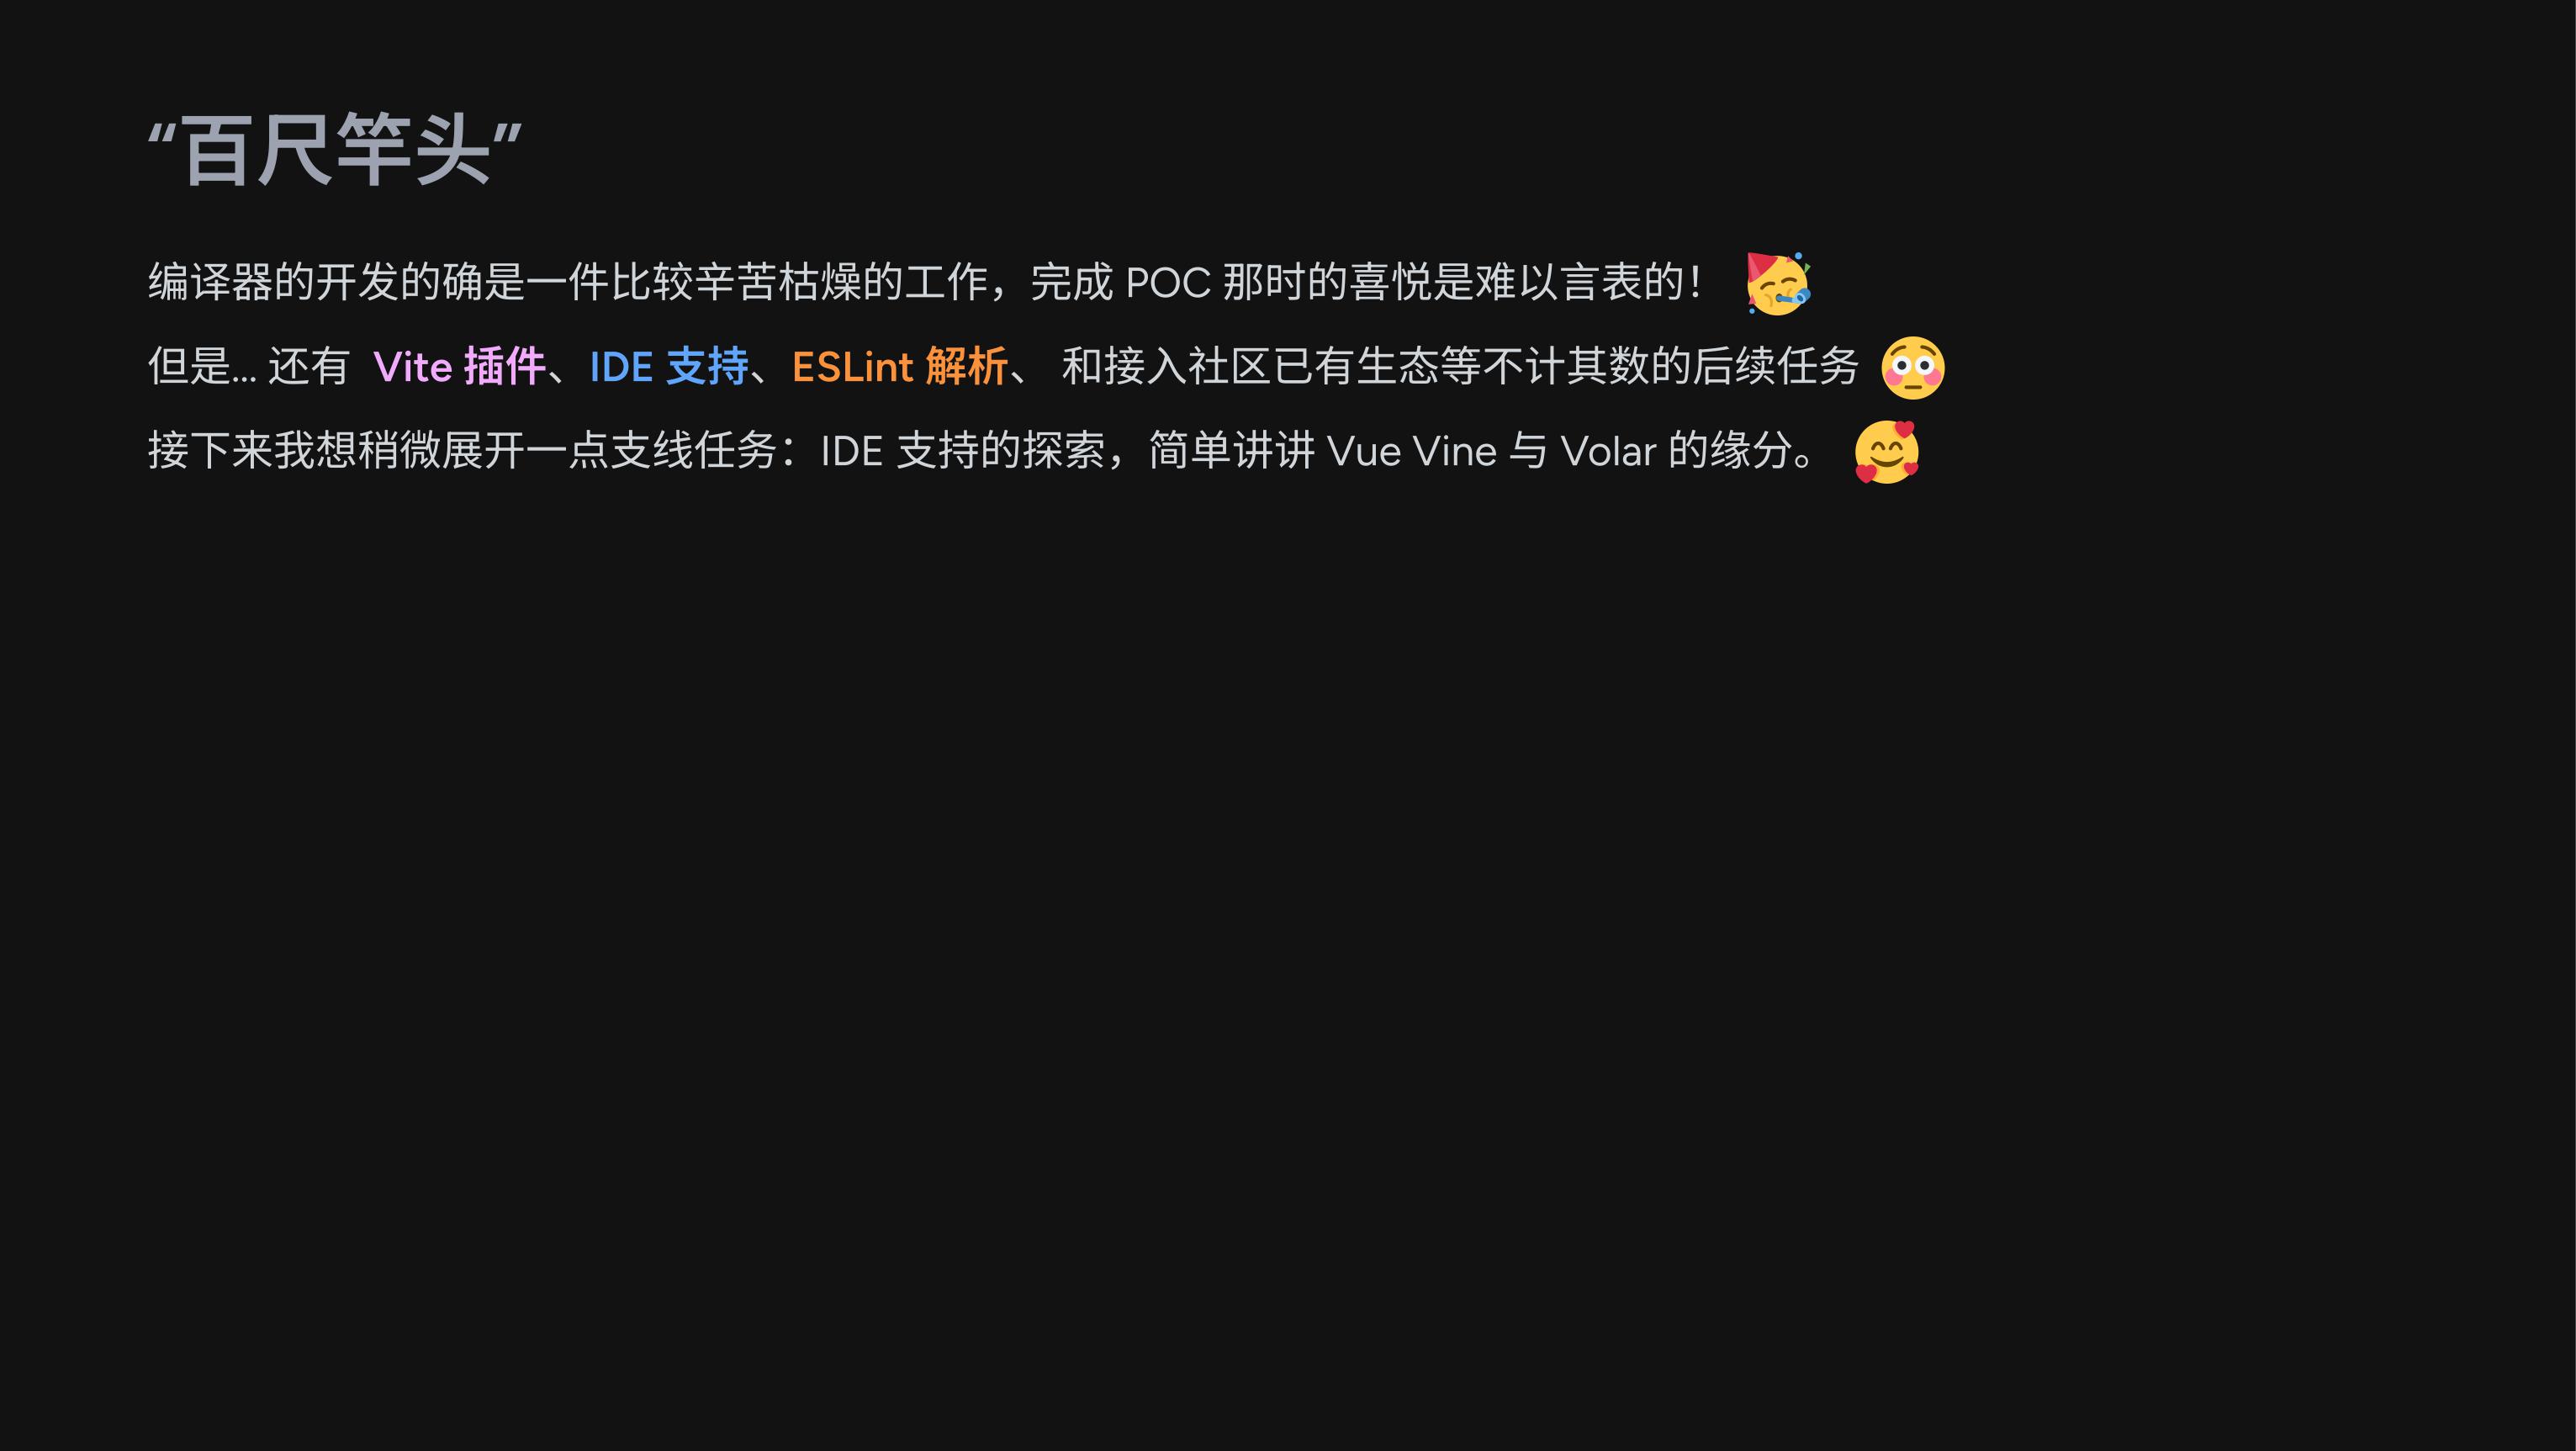 “百尺竿头”
编译器的开发的确是一件比较辛苦枯燥的工作，完成 POC 那时的喜悦是难以言表的！ 🥳
但是... 还有 Vite 插件、IDE 支持、ESLint 解析、 和接入社区已有生态等不计其数的后续任务 😳
接下来我想稍微展开一点支线任务：IDE 支持的探索，简单讲讲 Vue Vine 与 Volar 的缘分。 🥰